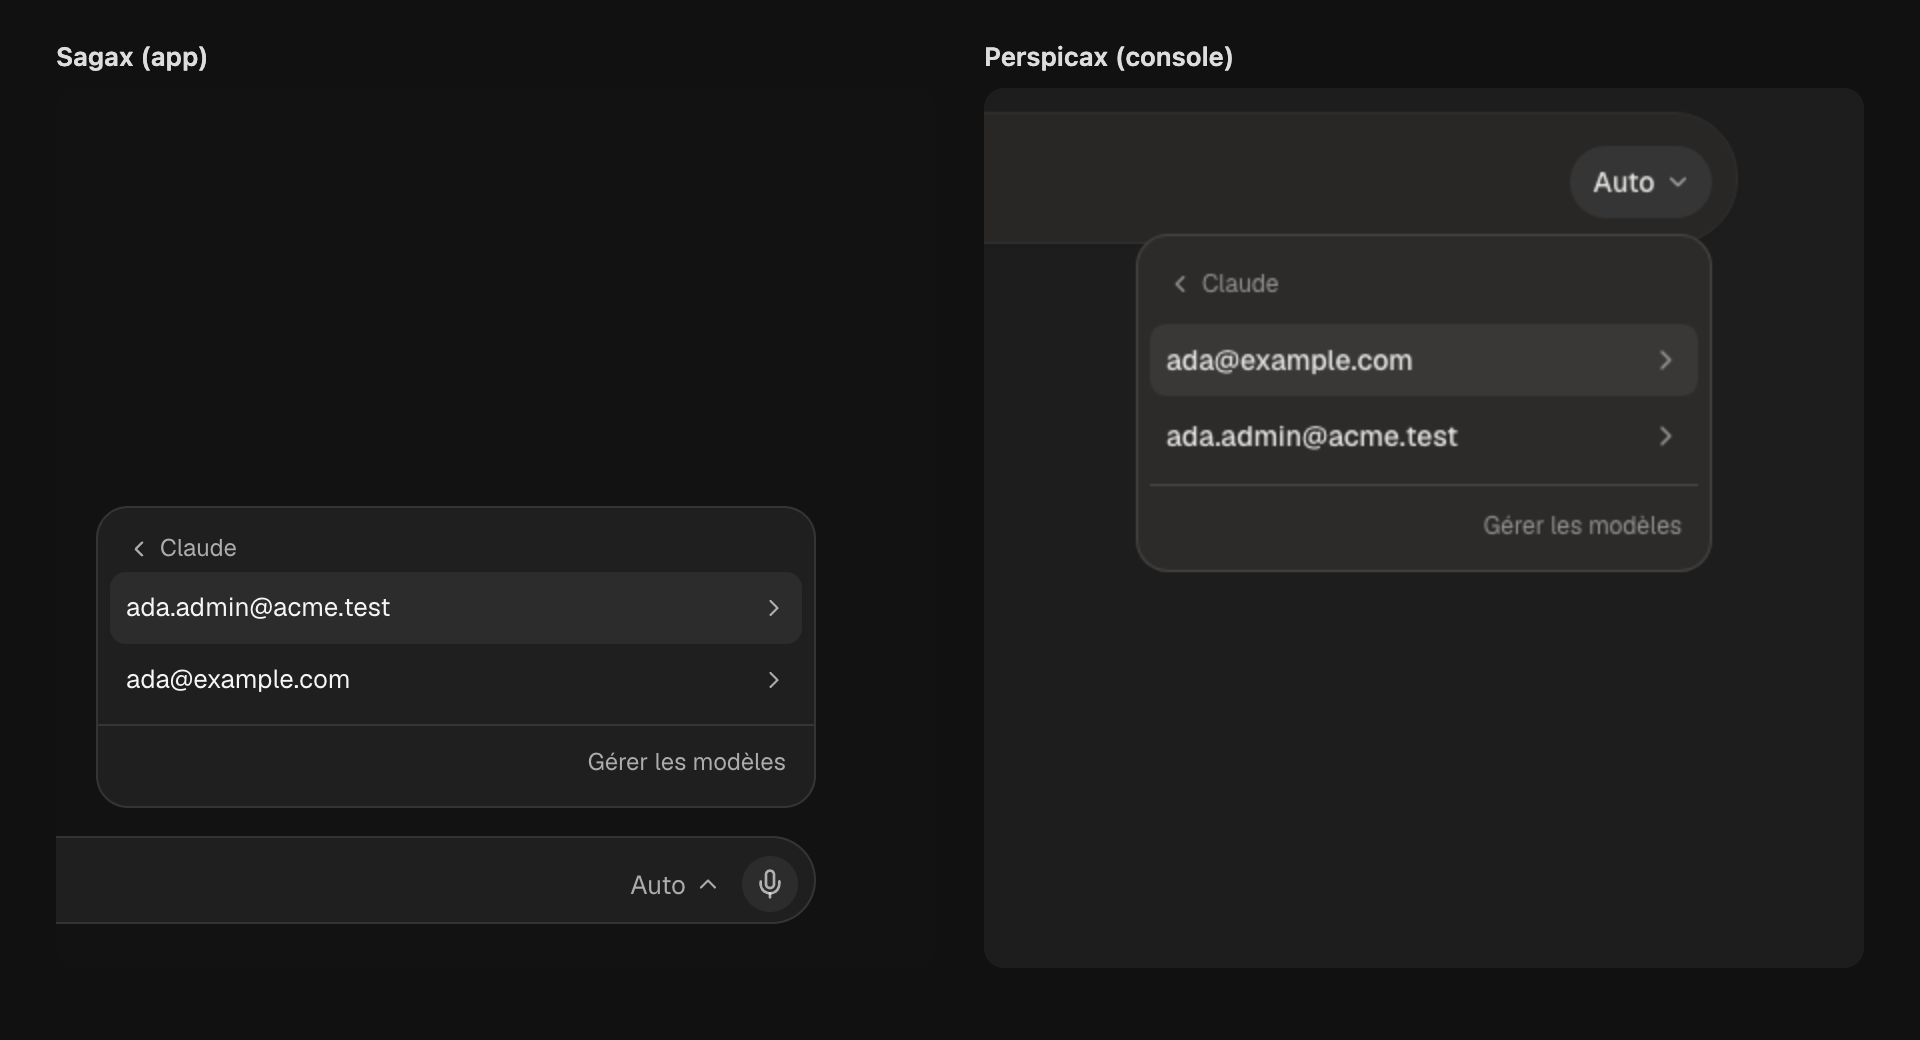 Sagax (app)
Claude
ada.admin@acme.test
ada@example.com
Gérer les modèles
Auto
Perspicax (console)
Auto
Claude
ada@example.com
ada.admin@acme.test
Gérer les modèles